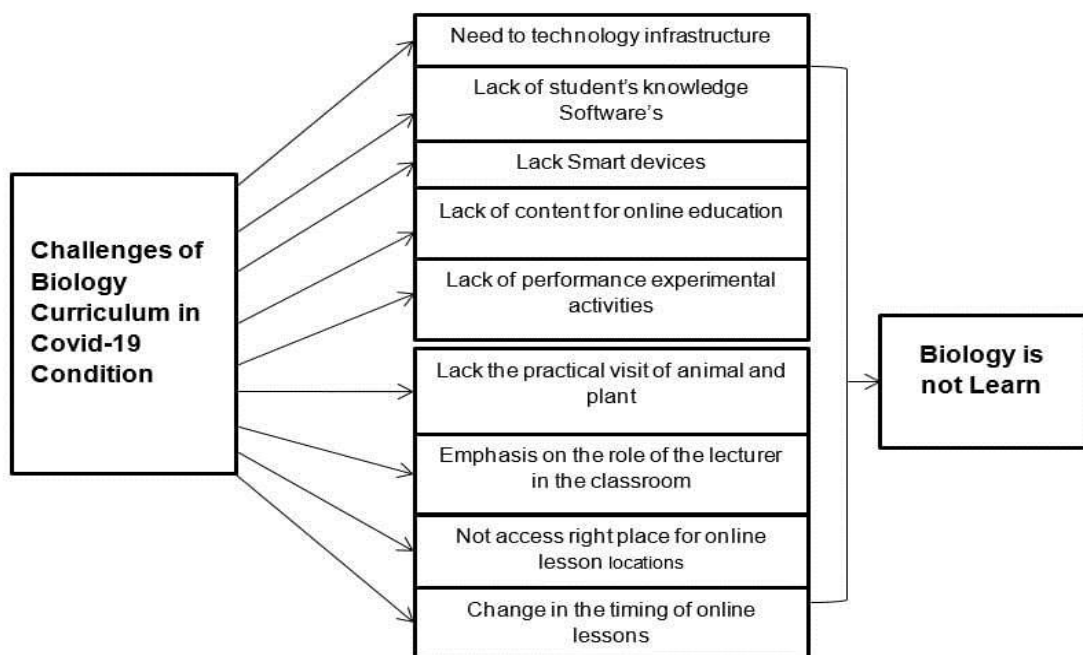 Challenges of
Biology
Curriculum in
Covid-19
Condition
Need to technology infrastructure
Lack of student's knowledge
Software's
Lack Smart devices
Lack of content for online education
Lack of performance experimental
activities
Lack the practical visit of animal and
plant
Emphasis on the role of the lecturer
in the classroom
Not access right place for online
lesson locations
Change in the timing of online
lessons
Biology is
not Learn